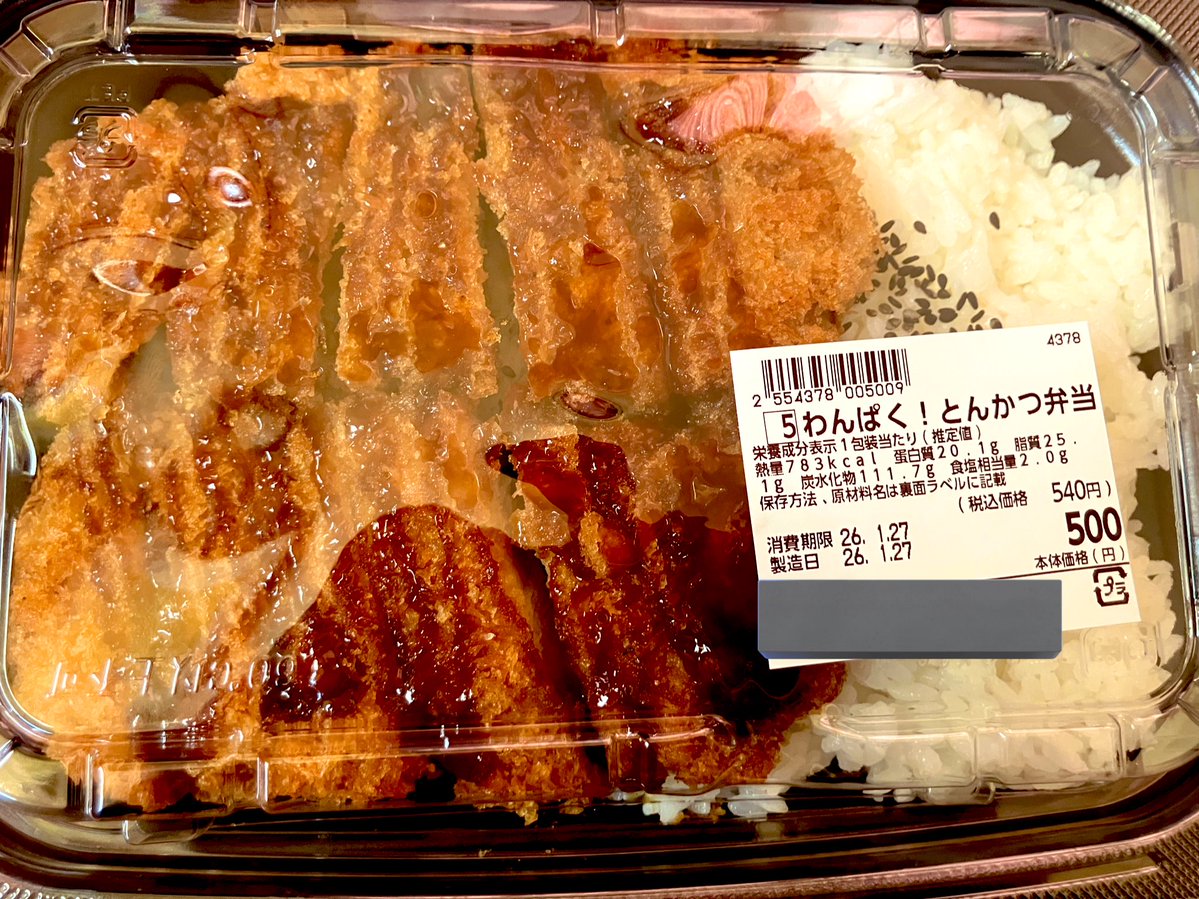 4378
2 554378 005009
5 わんぱく！とんかつ弁当
栄養成分表示1包装当たり(推定値)
熱量783kcal 蛋白質20.1g 脂質25.
1g 炭水化物111.7g 食塩相当量2.0g
保存方法、原材料名は裏面ラベルに記載
(税込価格 540円)
500
消費期限 26. 1.27
製造日 26. 1.27
本体価格(円)
プラ
PET